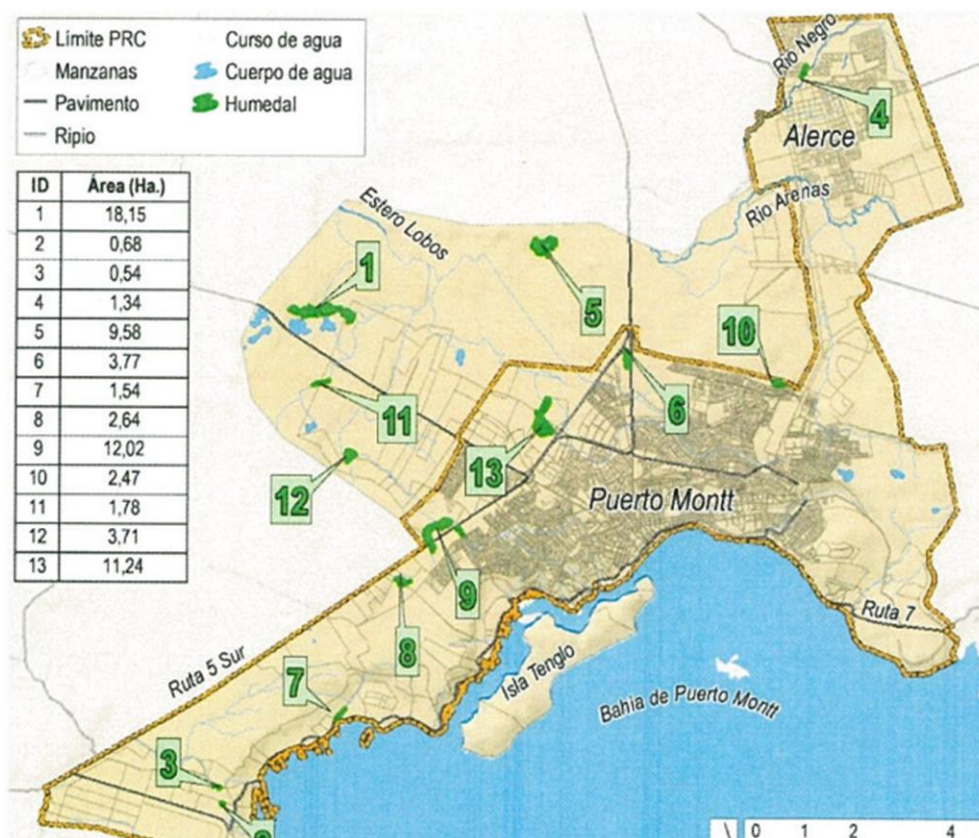 Límite PRC
Manzanas
Pavimento
Ripio
Curso de agua
Cuerpo de agua
Humedal
ID Área (Ha.)
1 18,15
2 0,68
3 0,54
4 1,34
5 9,58
6 3,77
7 1,54
8 2,64
9 12,02
10 2,47
11 1,78
12 3,71
13 11,24
Rio Negro
4
Alerce
Rio Arenas
Estero Lobos
1
5
10
11
6
13
12
Puerto Montt
9
8
Ruta 7
Ruta 5 Sur
Isla Tenglo
7
Bahia de Puerto Montt
3
0 1 2 4